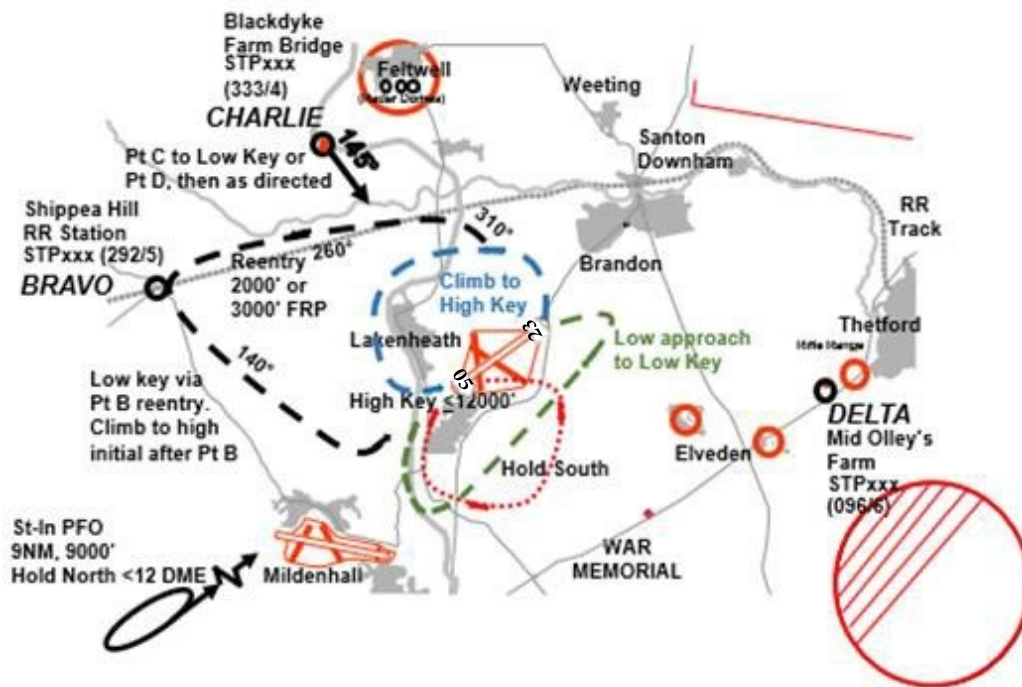 Blackdyke
Farm Bridge
STPxxx
(333/4)
CHARLIE
Feltwell
(Radar Domes)
Weeting
Santon
Downham
145°
Pt C to Low Key or
Pt D, then as directed
Shippea Hill
RR Station
STPxxx (292/5)
BRAVO
310°
260°
Reentry
2000' or
3000' FRP
RR
Track
Brandon
Climb to
High Key
Thetford
Rifle Range
Lakenheath
23
05
Low approach
to Low Key
140°
Low key via
Pt B reentry.
Climb to high
initial after Pt B
High Key ≤12000'
DELTA
Mid Olley's
Farm
STPxxx
(096/6)
Elveden
Hold South
St-In PFO
9NM, 9000'
Hold North <12 DME
Mildenhall
WAR
MEMORIAL